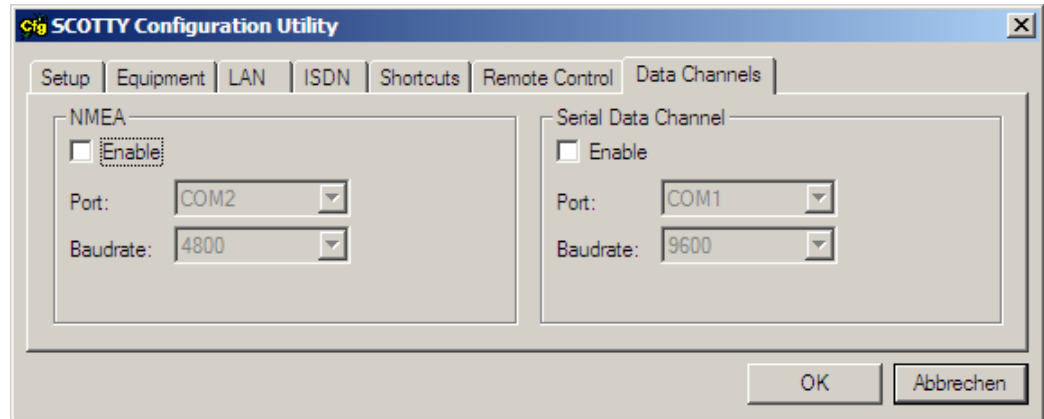 Cfg SCOTTY Configuration Utility
Setup Equipment LAN ISDN Shortcuts Remote Control Data Channels
NMEA
Enable
Port: COM2
Baudrate: 4800
Serial Data Channel
Enable
Port: COM1
Baudrate: 9600
OK Abbrechen